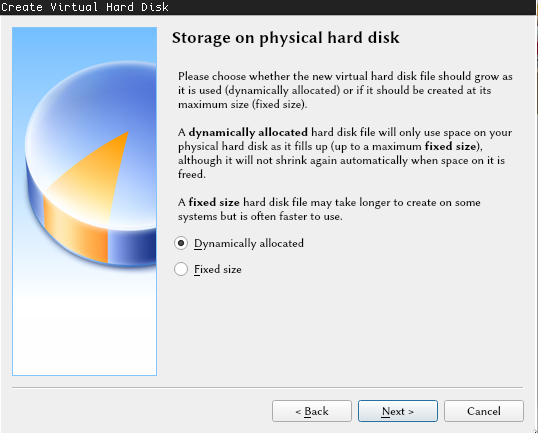 Create Virtual Hard Disk
Storage on physical hard disk
Please choose whether the new virtual hard disk file should grow as
it is used (dynamically allocated) or if it should be created at its
maximum size (fixed size).
A dynamically allocated hard disk file will only use space on your
physical hard disk as it fills up (up to a maximum fixed size),
although it will not shrink again automatically when space on it is
freed.
A fixed size hard disk file may take longer to create on some
systems but is often faster to use.
Dynamically allocated
Fixed size
< Back
Next >
Cancel